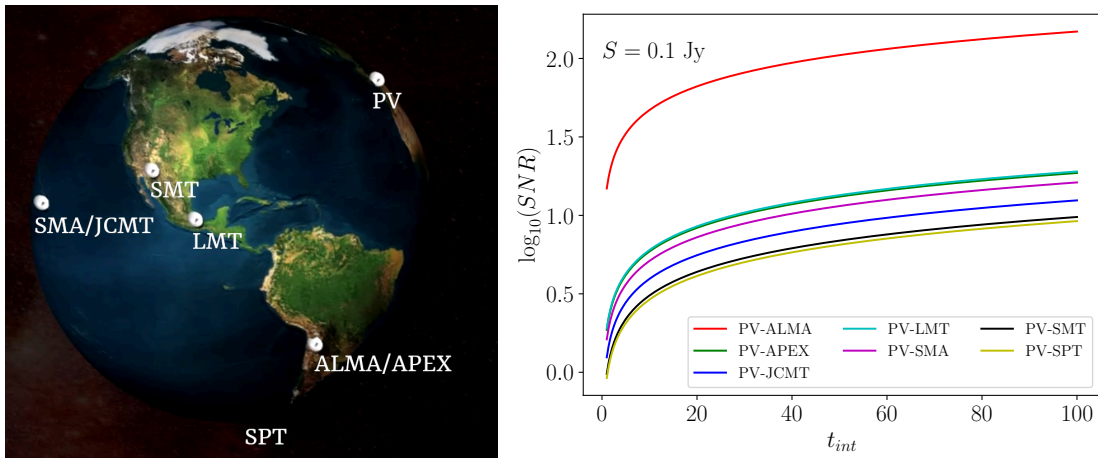 PV
SMT
SMA/JCMT
LMT
ALMA/APEX
SPT
S = 0.1 Jy
log₁₀(SNR)
2.0
1.5
1.0
0.5
0.0
PV-ALMA
PV-APEX
PV-JCMT
PV-LMT
PV-SMA
PV-SMT
PV-SPT
0 20 40 60 80 100
t_int